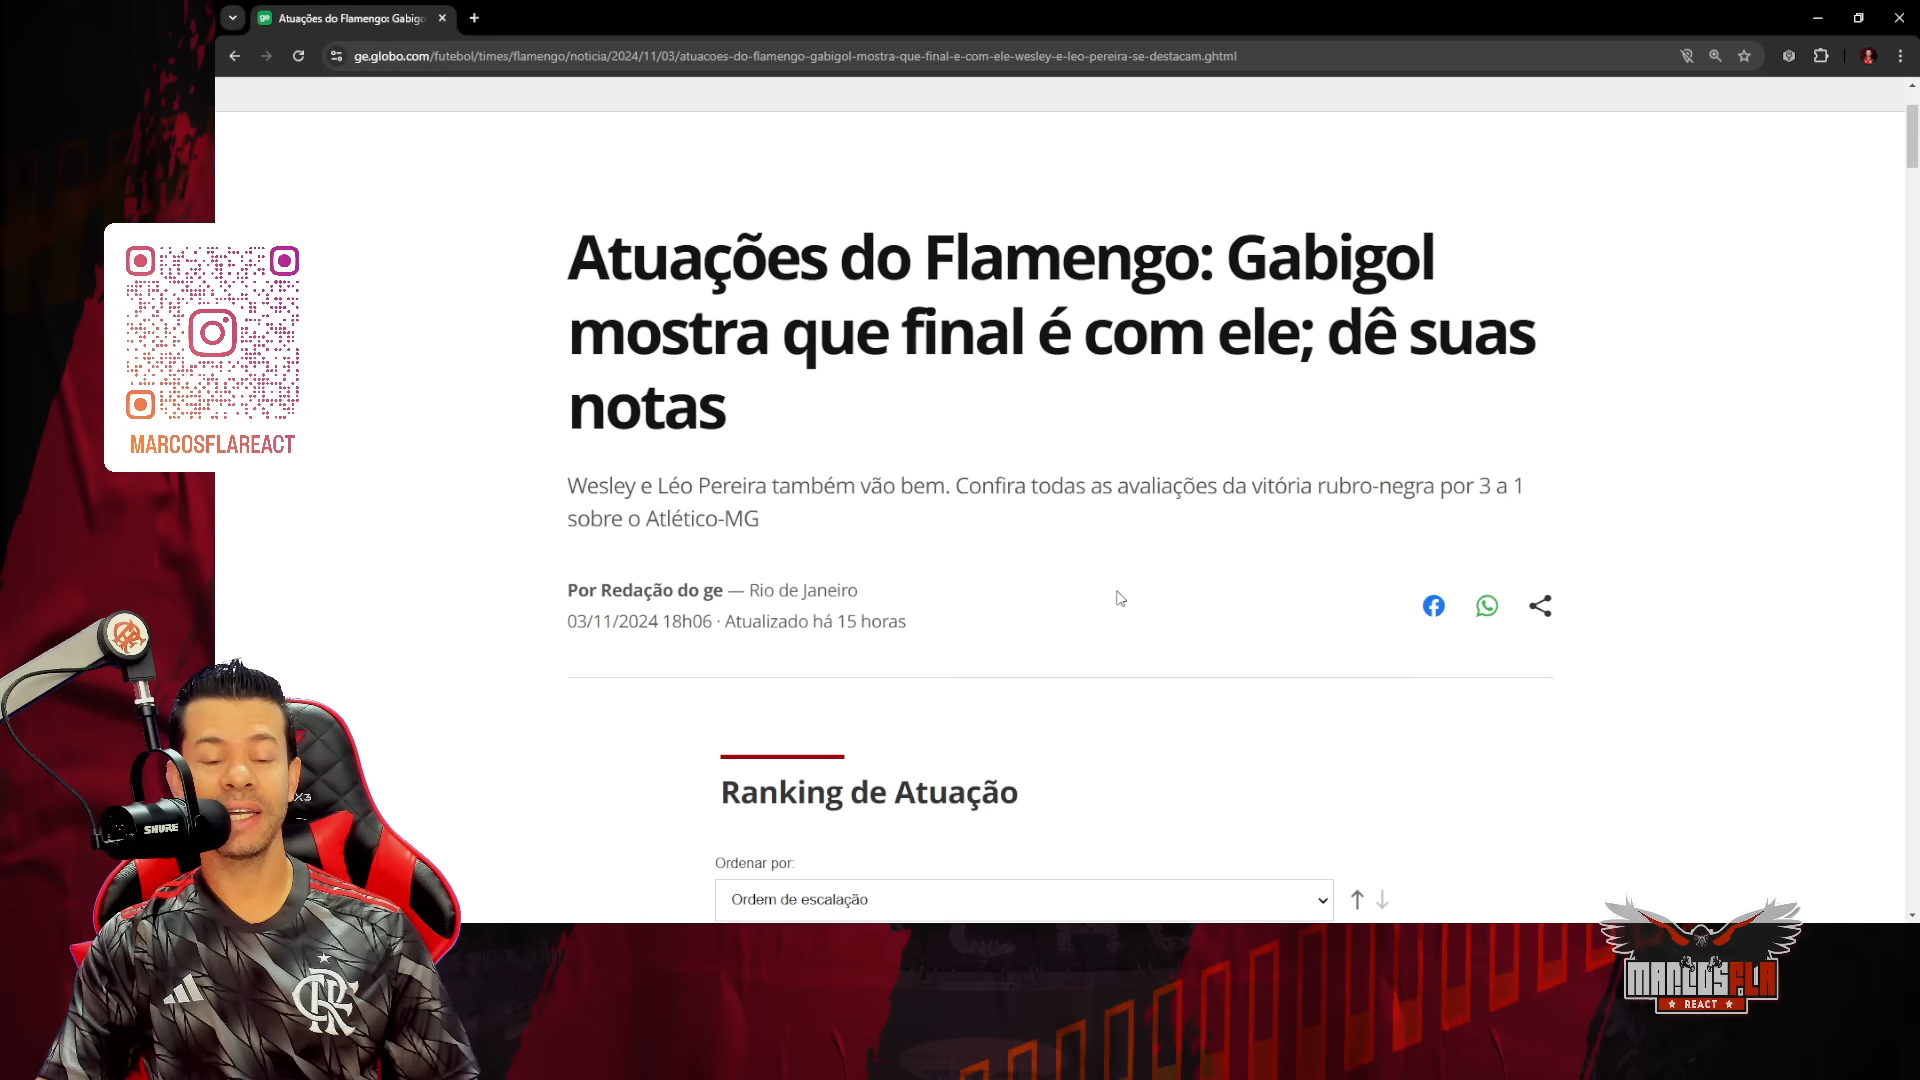 Atuações do Flamengo: Gabigo
ge.globo.com/futebol/times/flamengo/noticia/2024/11/03/atuacoes-do-flamengo-gabigol-mostra-que-final-e-com-ele-wesley-e-leo-pereira-se-destacam.ghtml
Atuações do Flamengo: Gabigol
mostra que final é com ele; dê suas
notas
MARCOSFLAREACT
Wesley e Léo Pereira também vão bem. Confira todas as avaliações da vitória rubro-negra por 3 a 1
sobre o Atlético-MG
Por Redação do ge — Rio de Janeiro
03/11/2024 18h06 · Atualizado há 15 horas
Ranking de Atuação
Ordenar por:
Ordem de escalação
X3
SHURE
MARCOSFLA
REACT